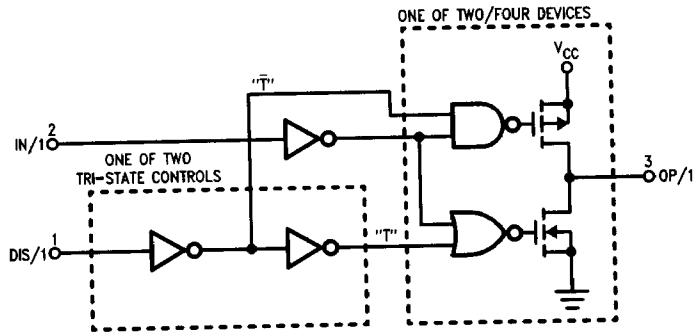 ONE OF TWO/FOUR DEVICES
VCC
"T̄"
2
IN/1
3
OP/1
ONE OF TWO
TRI-STATE CONTROLS
1
DIS/1
"T"